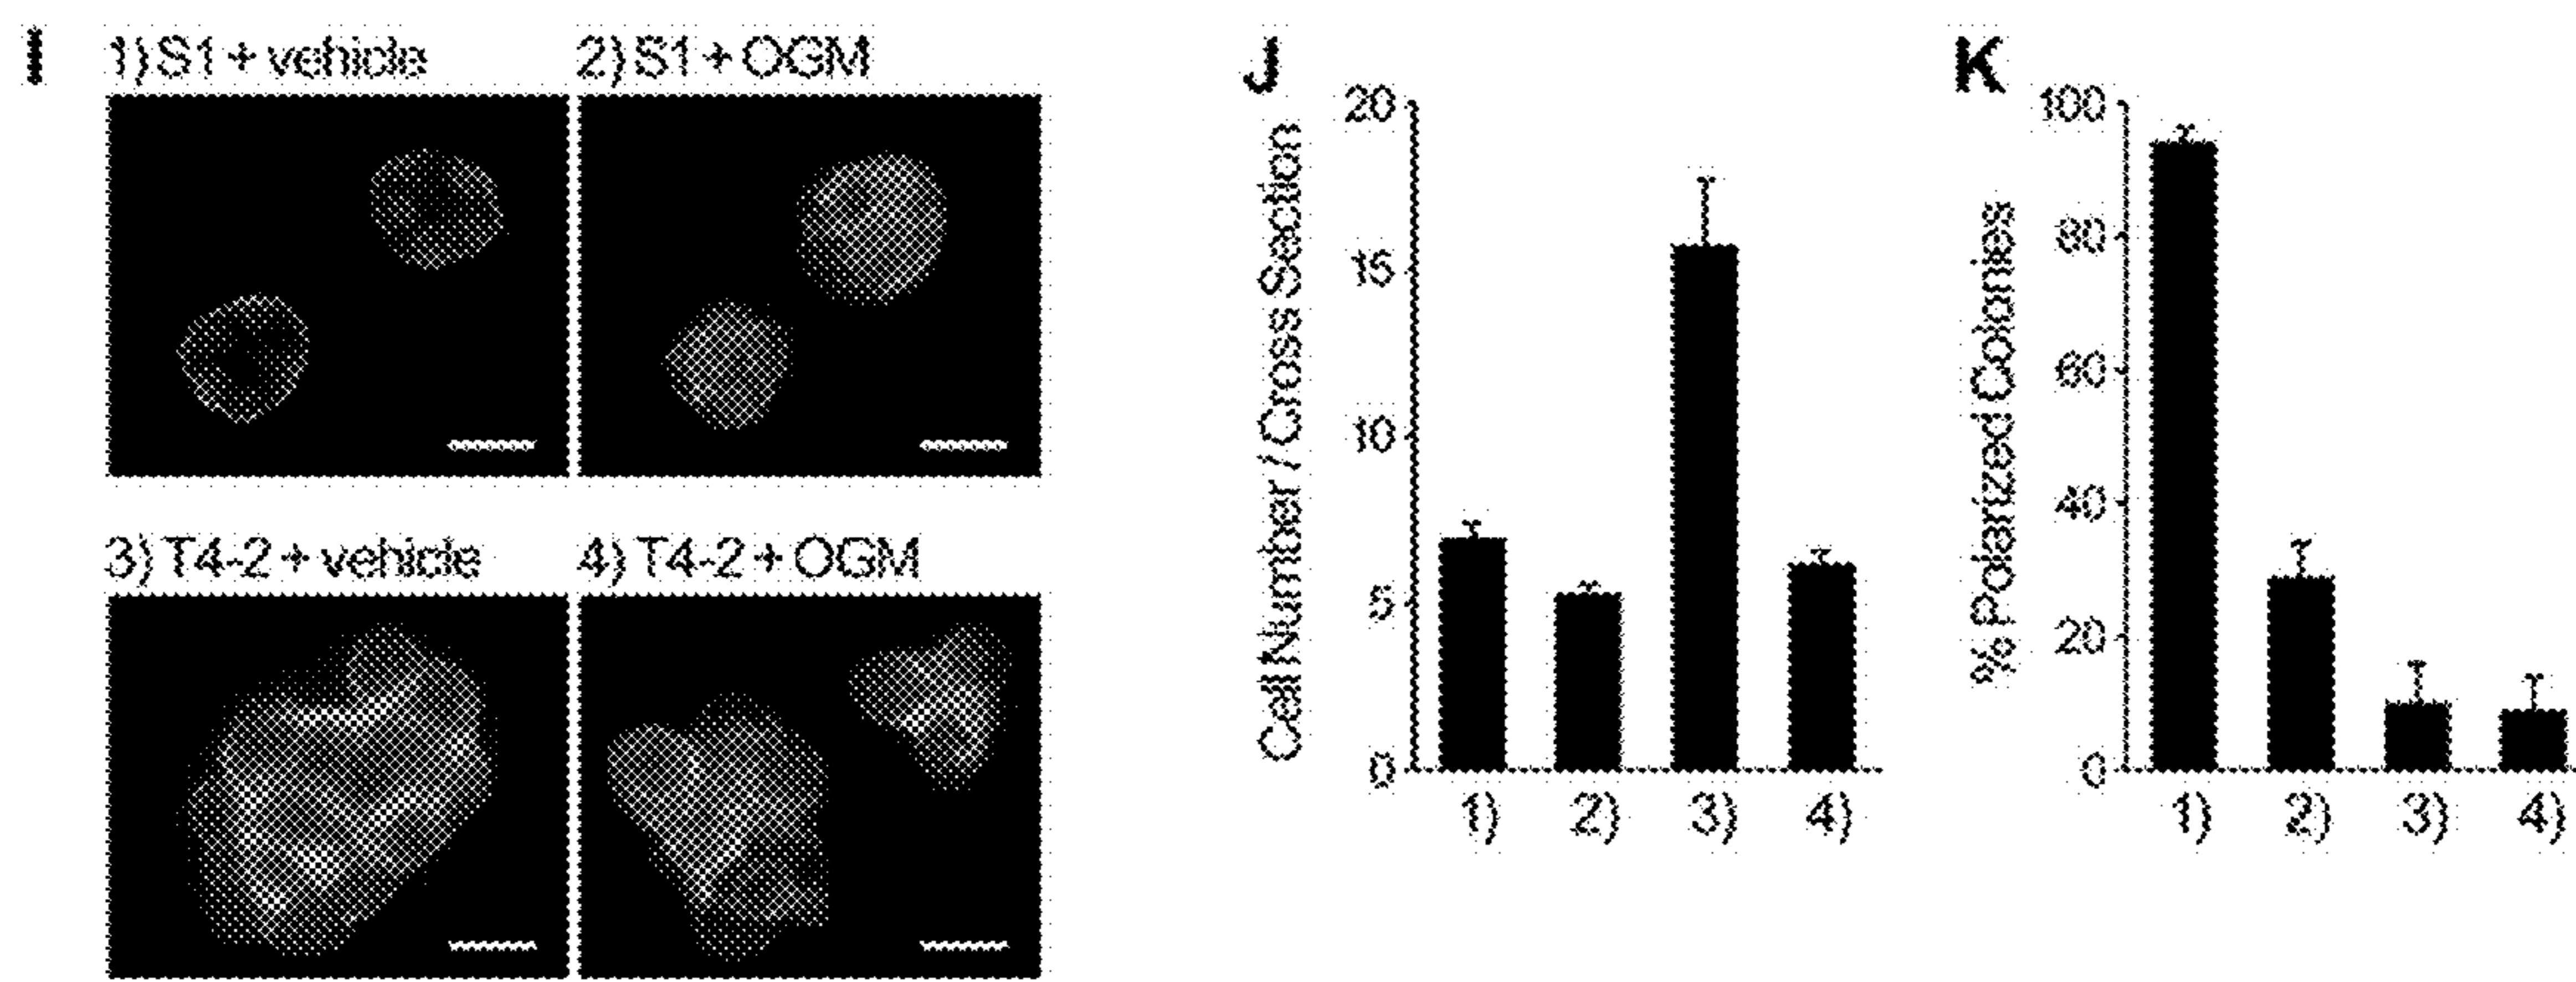 I
1) S1 + vehicle
2) S1 + OGM
3) T4-2 + vehicle
4) T4-2 + OGM
J
Cell Number / Cross Section
20
15
10
5
0
1) 2) 3) 4)
K
% Polarized Colonies
100
80
60
40
20
0
1) 2) 3) 4)